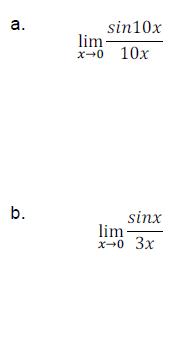 a. lim x→0 sin10x / 10x
b. lim x→0 sinx / 3x